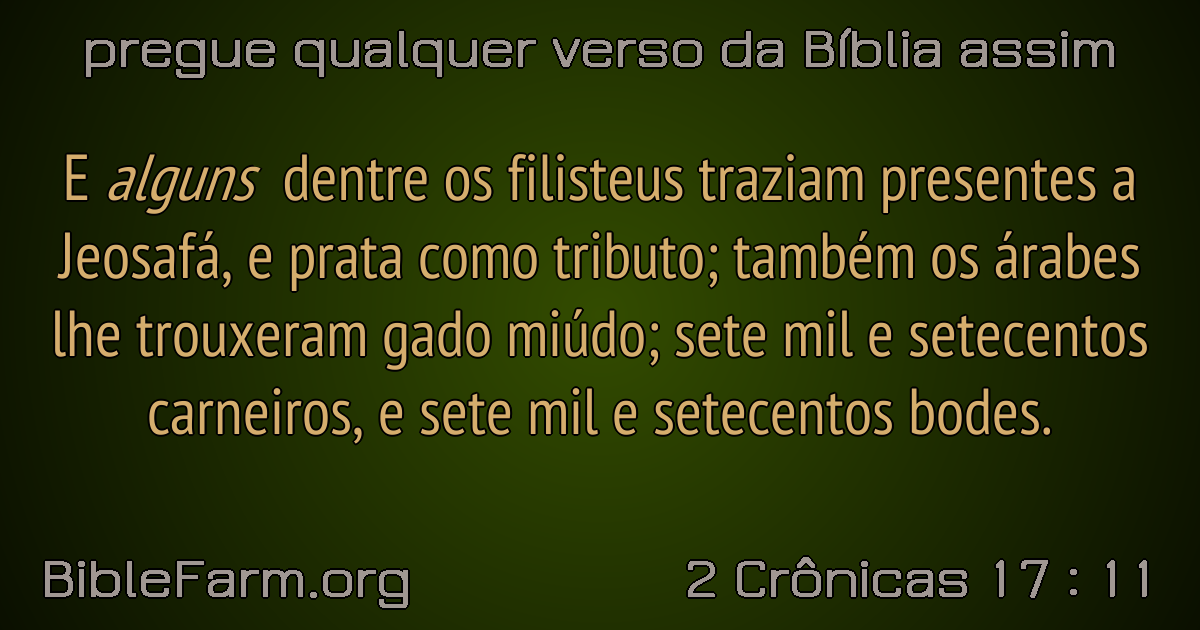 pregue qualquer verso da Bíblia assim
E alguns dentre os filisteus traziam presentes a
Jeosafá, e prata como tributo; também os árabes
lhe trouxeram gado miúdo; sete mil e setecentos
carneiros, e sete mil e setecentos bodes.
BibleFarm.org
2 Crônicas 17 : 11